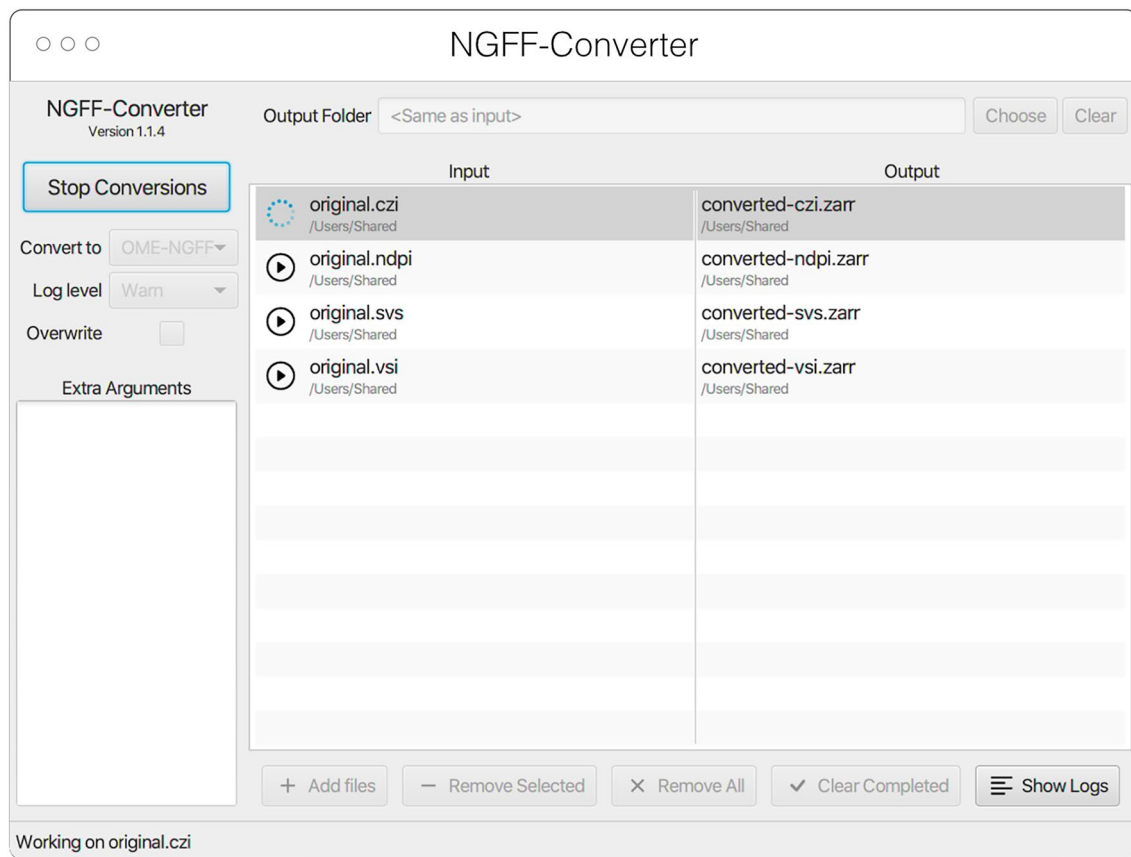 NGFF-Converter
NGFF-Converter
Version 1.1.4
Output Folder <Same as input> Choose Clear
Stop Conversions
Convert to OME-NGFF
Log level Warn
Overwrite
Extra Arguments
Input Output
original.czi converted-czi.zarr
/Users/Shared /Users/Shared
original.ndpi converted-ndpi.zarr
/Users/Shared /Users/Shared
original.svs converted-svs.zarr
/Users/Shared /Users/Shared
original.vsi converted-vsi.zarr
/Users/Shared /Users/Shared
+ Add files − Remove Selected × Remove All ✓ Clear Completed Show Logs
Working on original.czi